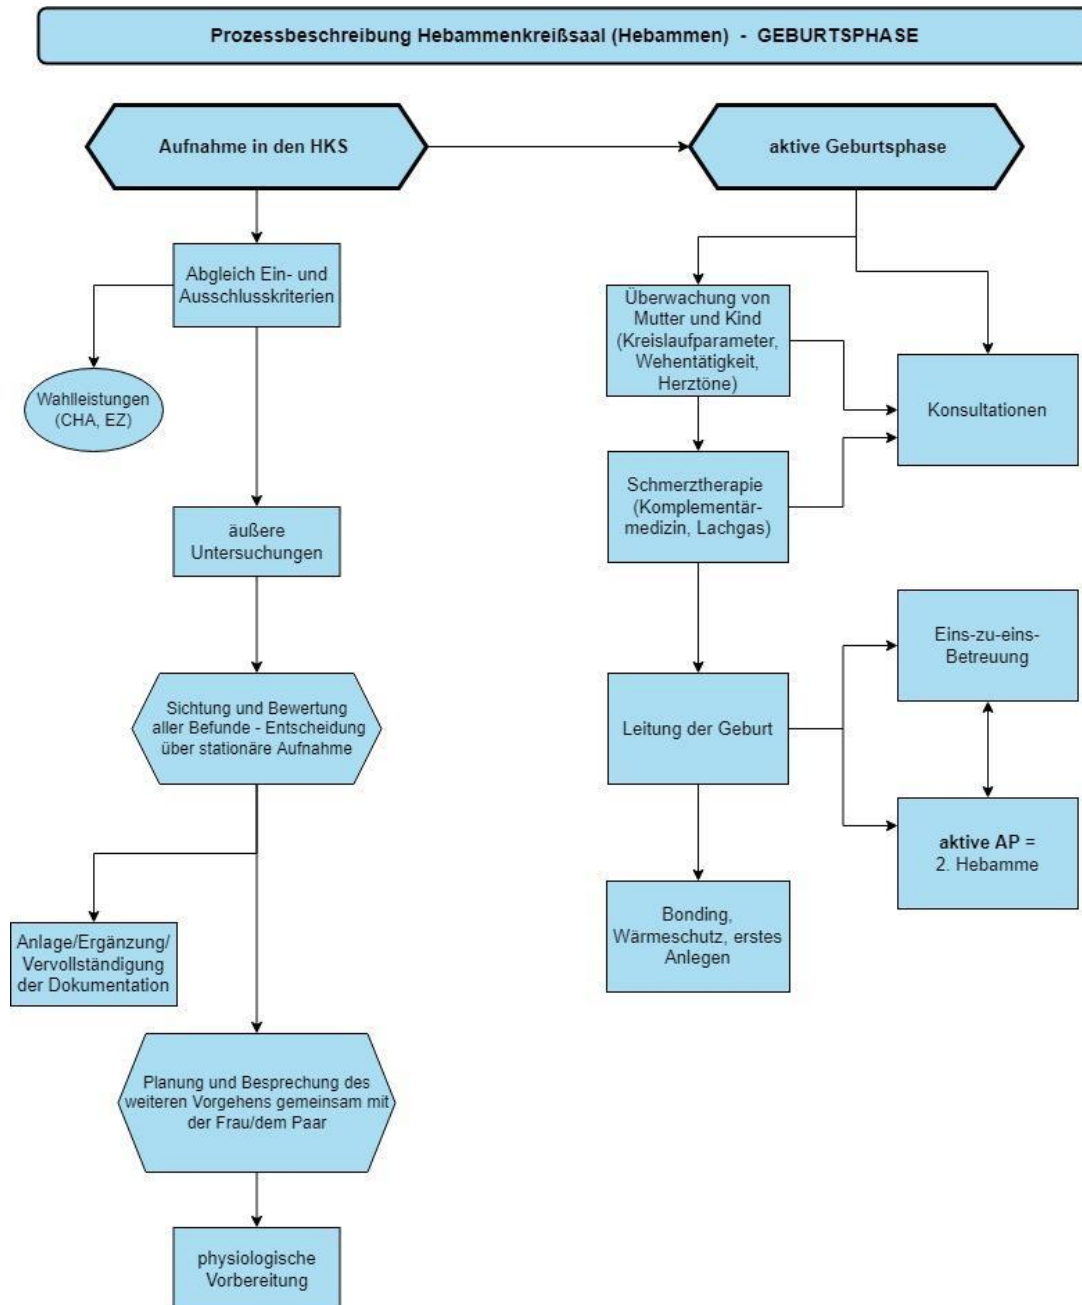 Prozessbeschreibung Hebammenkreißsaal (Hebammen) - GEBURTSPHASE
Aufnahme in den HKS
Abgleich Ein- und
Ausschlusskriterien
Wahlleistungen
(CHA, EZ)
äußere
Untersuchungen
Sichtung und Bewertung
aller Befunde - Entscheidung
über stationäre Aufnahme
Anlage/Ergänzung/
Vervollständigung
der Dokumentation
Planung und Besprechung des
weiteren Vorgehens gemeinsam mit
der Frau/dem Paar
physiologische
Vorbereitung
aktive Geburtsphase
Überwachung von
Mutter und Kind
(Kreislaufparameter,
Wehentätigkeit,
Herztöne)
Konsultationen
Schmerztherapie
(Komplementär-
medizin, Lachgas)
Leitung der Geburt
Eins-zu-eins-
Betreuung
aktive AP =
2. Hebamme
Bonding,
Wärmeschutz, erstes
Anlegen